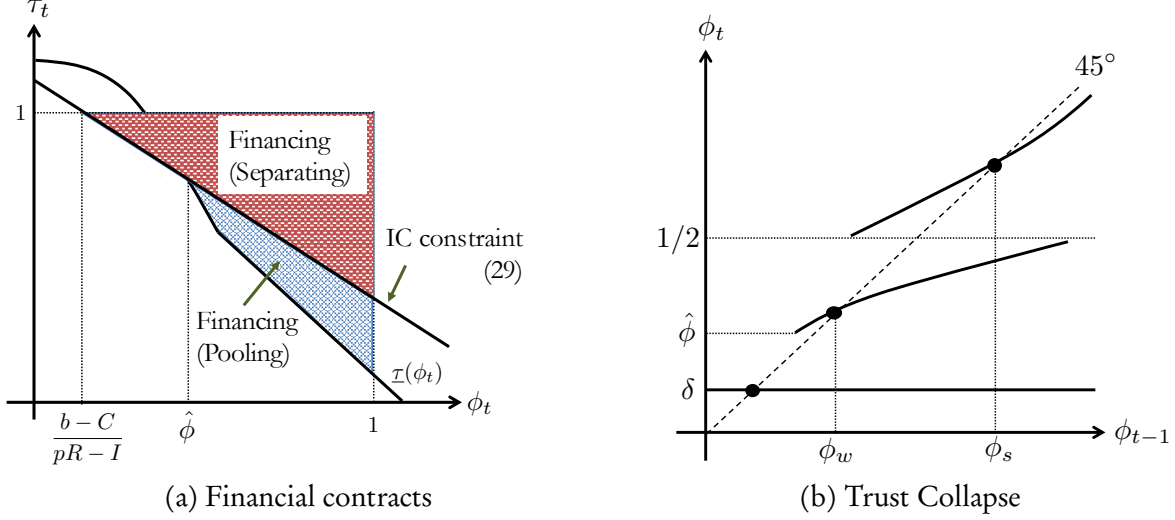 τ_t
1
Financing
(Separating)
IC constraint
(29)
Financing
(Pooling)
τ(φ_t)
φ_t
b − C
pR − I
φ̂
1
(a) Financial contracts
φ_t
45°
1/2
φ̂
δ
φ_{t−1}
φ_w
φ_s
(b) Trust Collapse